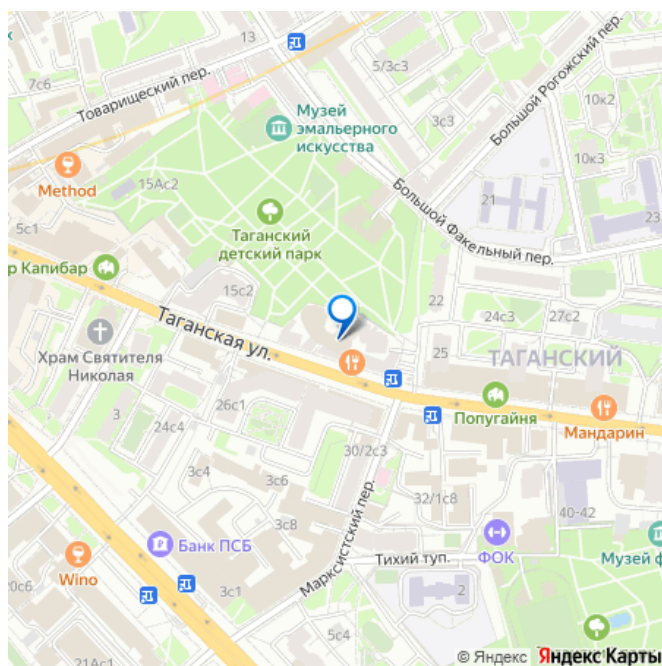 13
7с6
Товарищеский пер.
5/3с3
Большой Рогожский пер.
10к2
Музей
эмальерного
искусства
3с3
10к3
Method
15Ас2
Большой Факельный пер.
21
23
5с1
Таганский
детский парк
р Капибар
15с2
22
24с3
27с2
Таганская ул.
Храм Святителя
Николая
25
ТАГАНСКИЙ
26с1
Попугайня
Мандарин
3
24с4
30/2с3
3с4
3с6
32/1с8
3с8
40-42
Банк ПСБ
Марксистский пер.
Тихий туп.
ФОК
Музей ф
Wino
20с6
3с1
2
5с4
21Ас1
© Яндекс Яндекс Карты